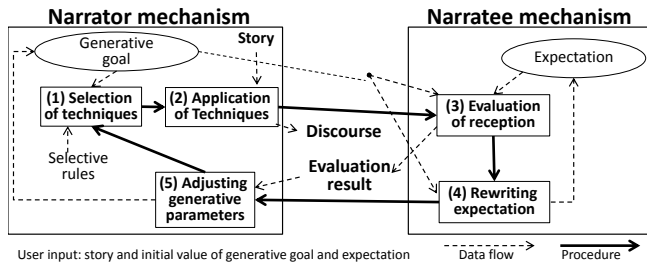 Narrator mechanism
Narratee mechanism
Generative
goal
Story
Expectation
(1) Selection
of techniques
(2) Application
of Techniques
(3) Evaluation
of reception
Discourse
Selective
rules
Evaluation
result
(5) Adjusting
generative
parameters
(4) Rewriting
expectation
User input: story and initial value of generative goal and expectation
Data flow
Procedure